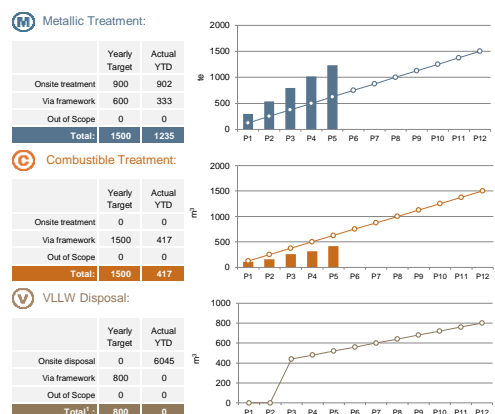 M Metallic Treatment:
Yearly Target Actual YTD
Onsite treatment 900 902
Via framework 600 333
Out of Scope 0 0
Total: 1500 1235
te
2000
1500
1000
500
0
P1 P2 P3 P4 P5 P6 P7 P8 P9 P10 P11 P12
C Combustible Treatment:
Yearly Target Actual YTD
Onsite treatment 0 0
Via framework 1500 417
Out of Scope 0 0
Total: 1500 417
m³
2000
1500
1000
500
0
P1 P2 P3 P4 P5 P6 P7 P8 P9 P10 P11 P12
V VLLW Disposal:
Yearly Target Actual YTD
Onsite disposal 0 6045
Via framework 800 0
Out of Scope 0 0
Total¹ : 800 0
m³
1000
800
600
400
200
0
P1 P2 P3 P4 P5 P6 P7 P8 P9 P10 P11 P12